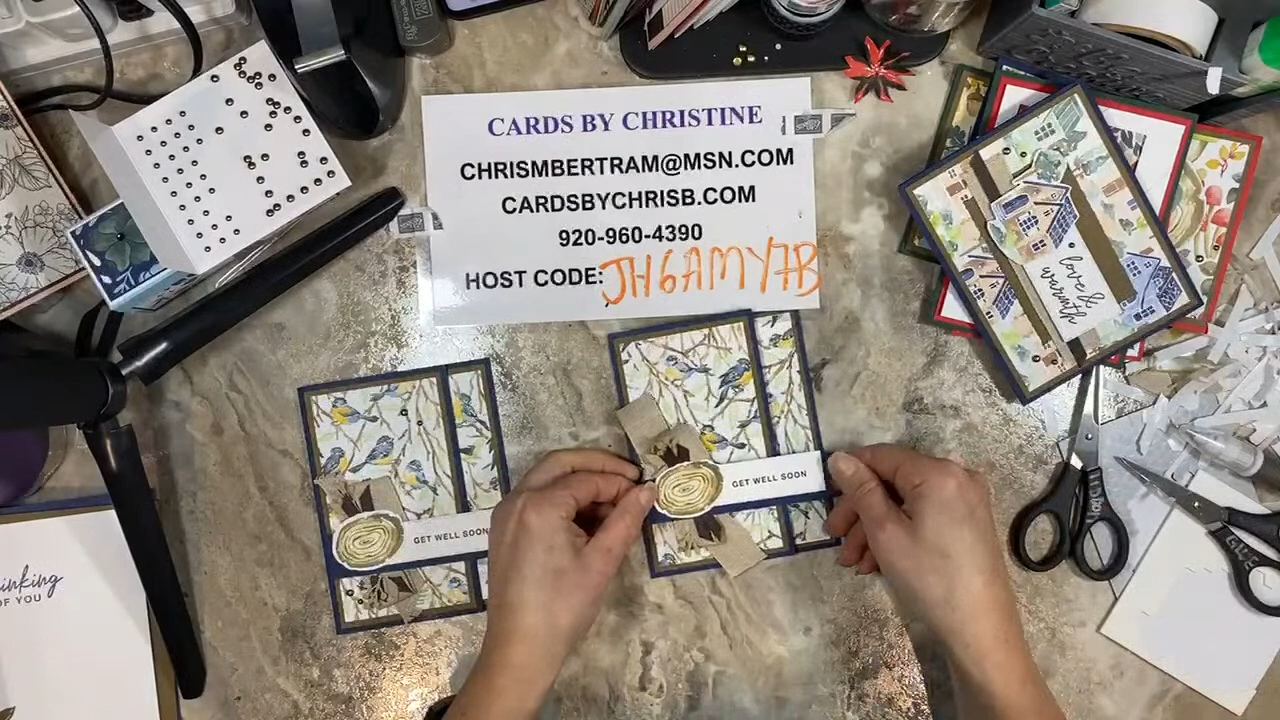 CARDS BY CHRISTINE
CHRISMBERTRAM@MSN.COM
CARDSBYCHRISB.COM
920-960-4390
HOST CODE: JH6AMY7B
love &
warmth
GET WELL SOON
GET WELL SOON
inking
OF YOU